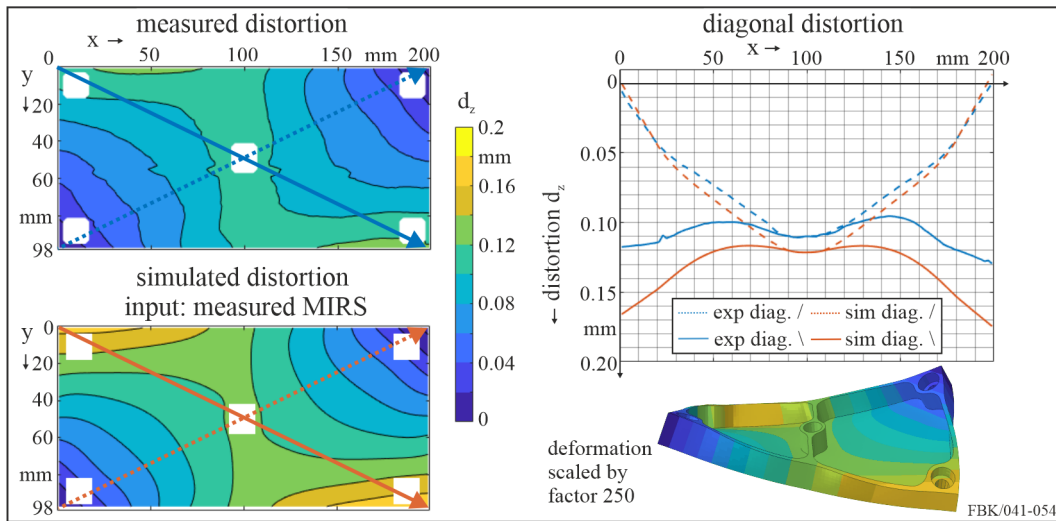 measured distortion
x →
0 50 100 150 mm 200
y
↓
20
40
60
mm
98
d_z
0.2
mm
0.16
0.12
0.08
0.04
0
simulated distortion
input: measured MIRS
y
0
↓
20
40
60
mm
98
diagonal distortion
x →
0 50 100 150 mm 200
0
0.05
0.10
0.15
mm
0.20
← distortion d_z
exp diag. / sim diag. /
exp diag. \ sim diag. \
deformation
scaled by
factor 250
FBK/041-054